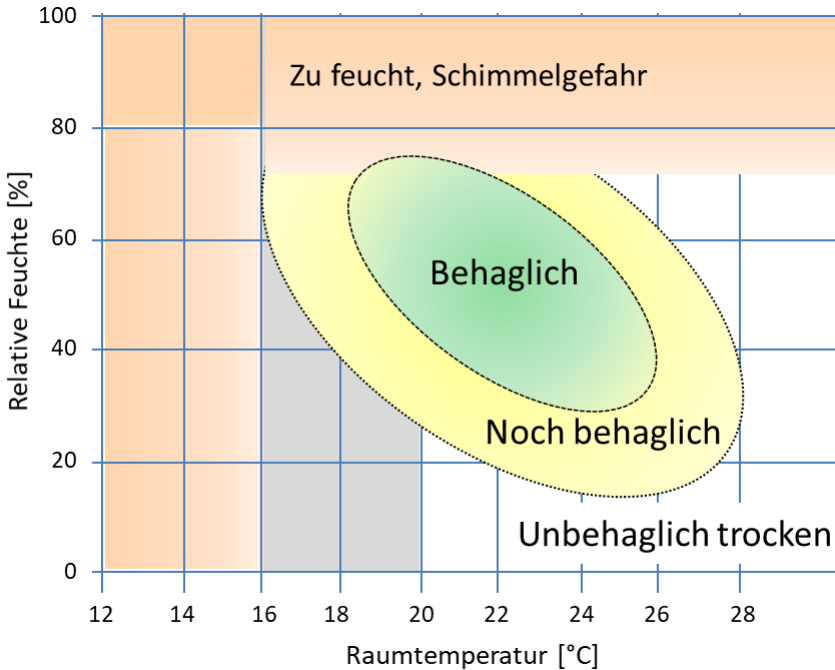 100
80
60
40
20
0
Relative Feuchte [%]
Zu feucht, Schimmelgefahr
Behaglich
Noch behaglich
Unbehaglich trocken
12 14 16 18 20 22 24 26 28
Raumtemperatur [°C]